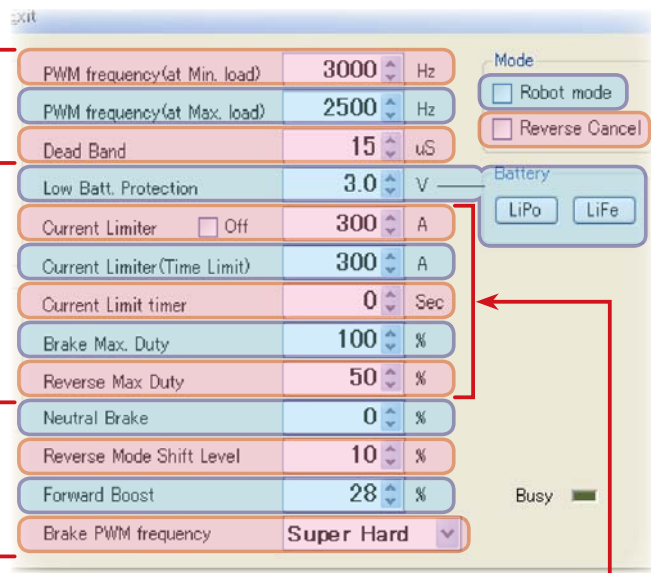 Exit
PWM frequency(at Min. load) 3000 Hz
PWM frequency(at Max. load) 2500 Hz
Dead Band 15 uS
Low Batt. Protection 3.0 V
Current Limiter Off 300 A
Current Limiter(Time Limit) 300 A
Current Limit timer 0 Sec
Brake Max. Duty 100 %
Reverse Max Duty 50 %
Neutral Brake 0 %
Reverse Mode Shift Level 10 %
Forward Boost 28 %
Brake PWM frequency Super Hard
Mode
Robot mode
Reverse Cancel
Battery
LiPo LiFe
Busy